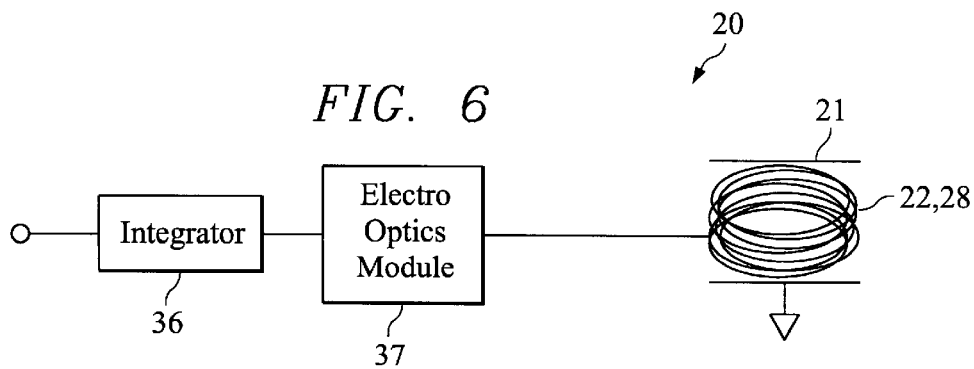 20
FIG. 6
21
Electro
Optics
Module
Integrator
22,28
36
37